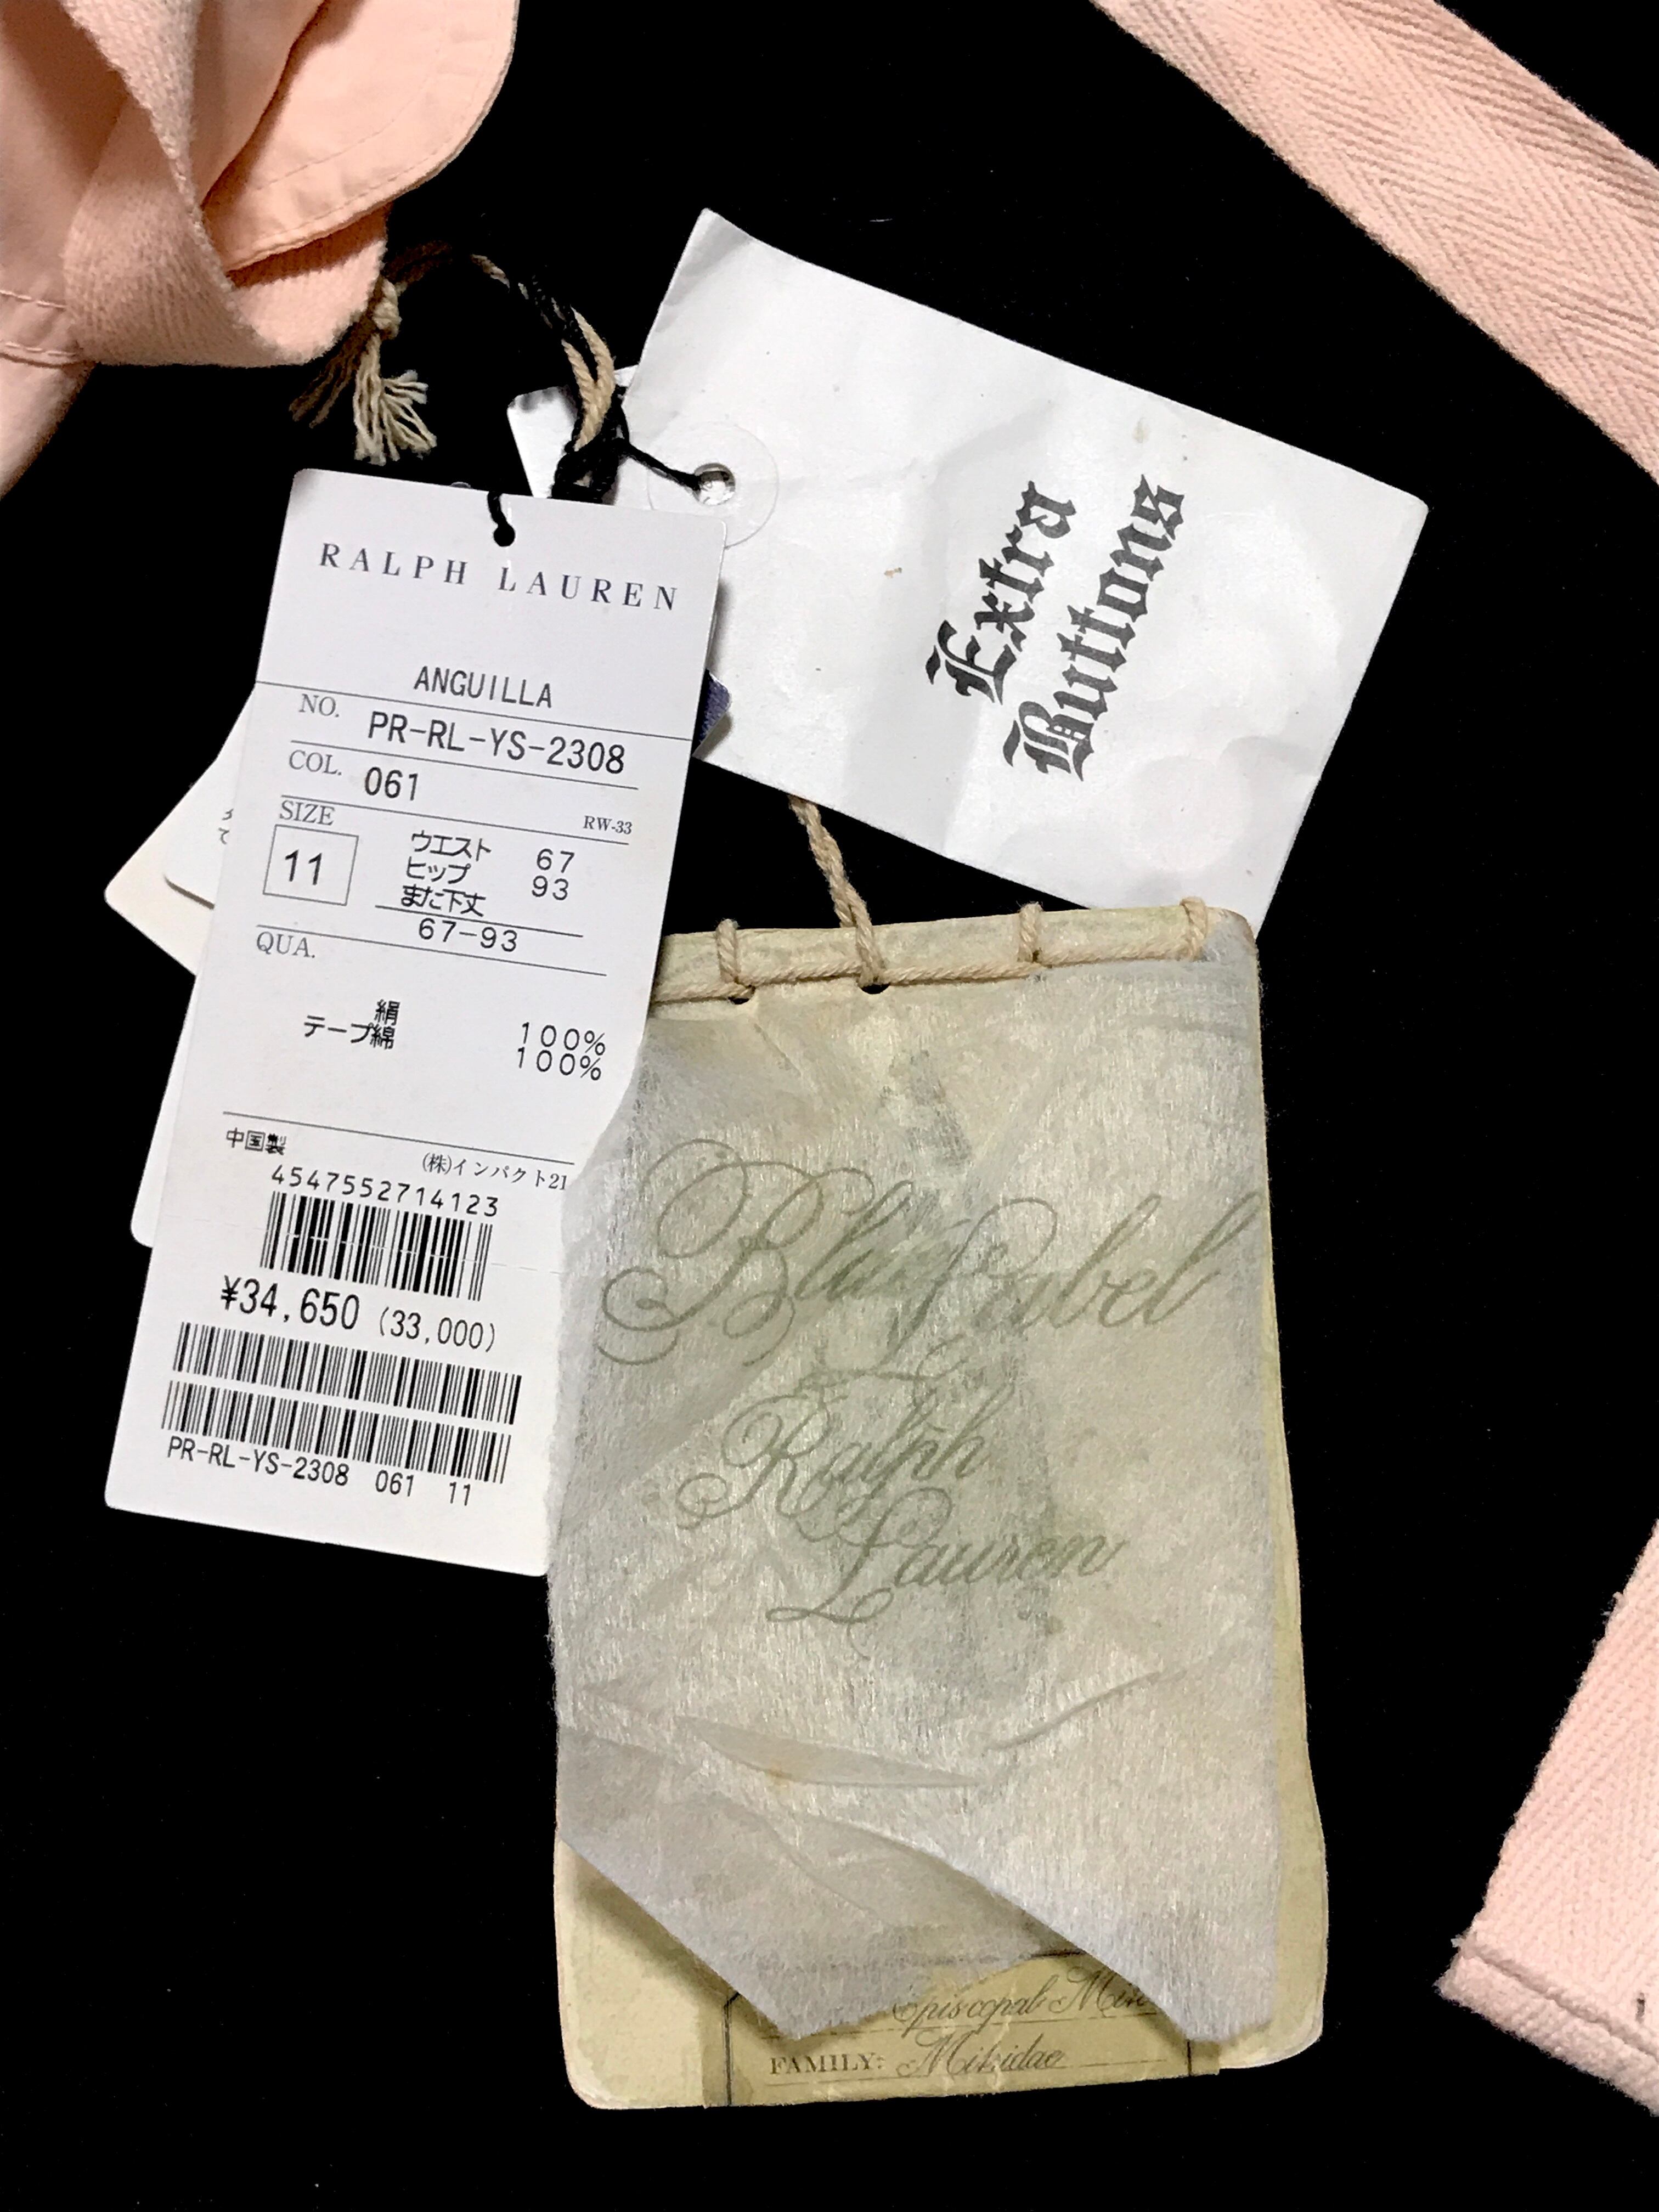 RALPH LAUREN
ANGUILLA
NO. PR-RL-YS-2308
COL. 061
SIZE RW-33
11
ウエスト 67
ヒップ 93
また下丈
67-93
QUA.
絹 100%
テープ綿 100%
中国製
(株)インパクト21
4547552714123
¥34,650 (33,000)
PR-RL-YS-2308 061 11
Extra
Buttons
Blue Label
Ralph
Lauren
Episcopal
FAMILY: